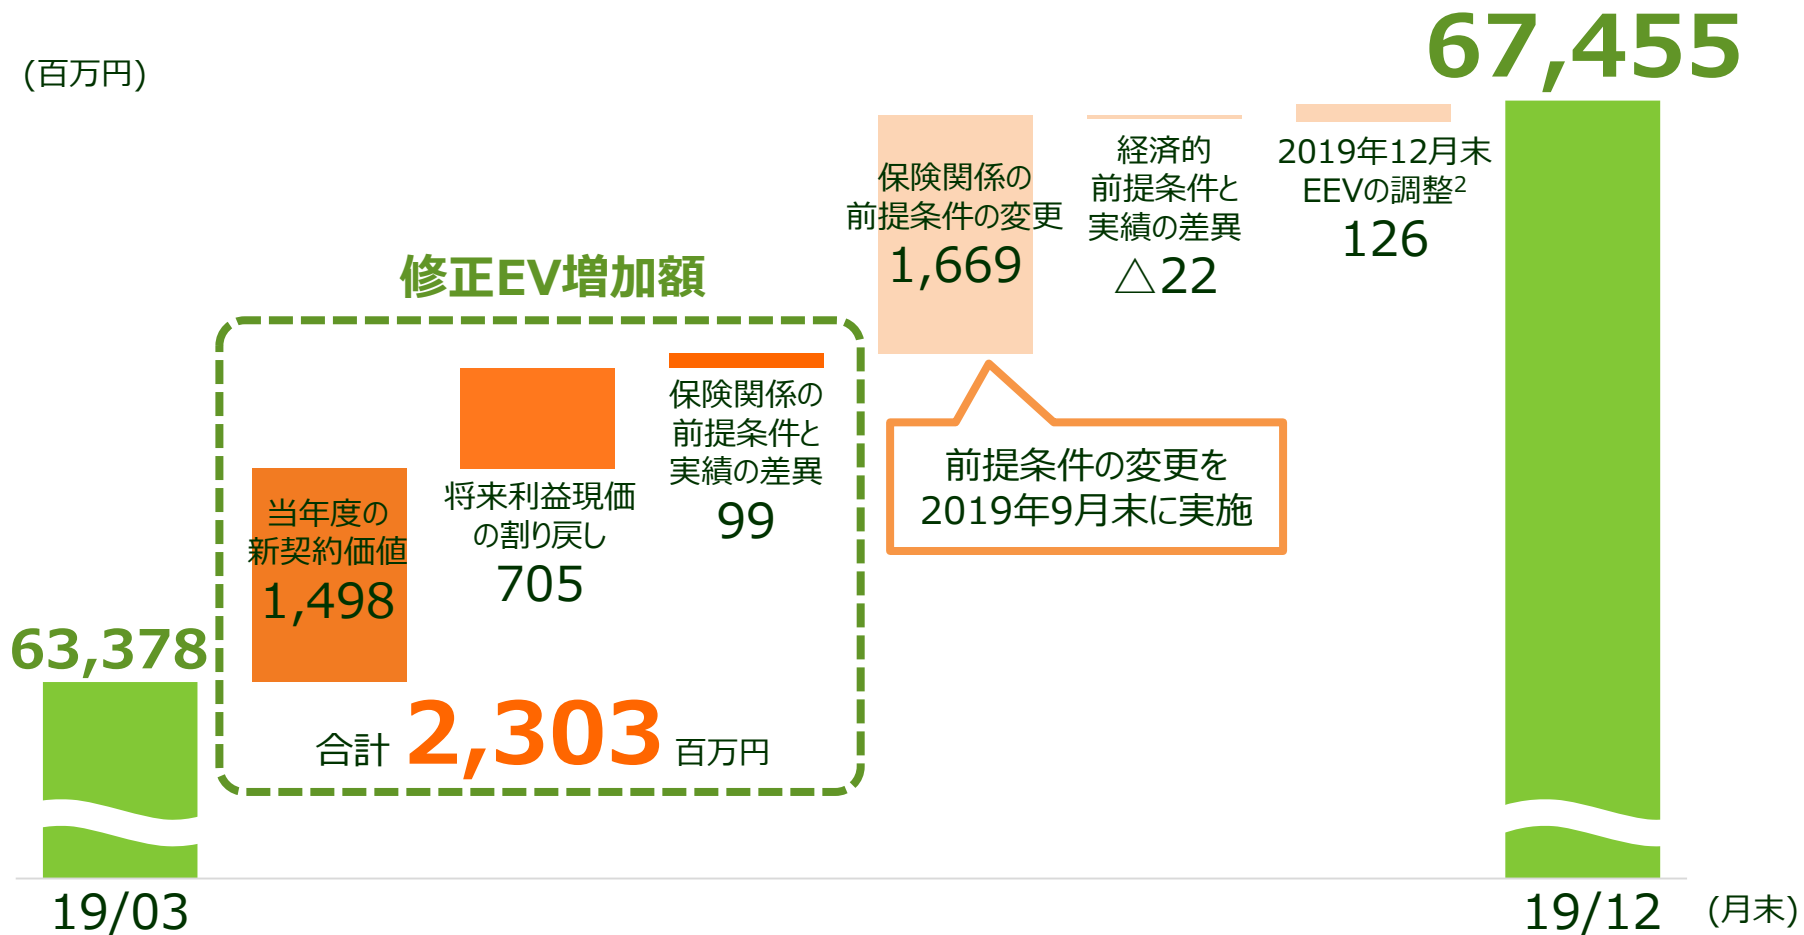 (百万円)
67,455
保険関係の
前提条件の変更
1,669
経済的
前提条件と
実績の差異
△22
2019年12月末
EEVの調整2
126
修正EV増加額
保険関係の
前提条件と
実績の差異
99
前提条件の変更を
2019年9月末に実施
将来利益現価
の割り戻し
705
当年度の
新契約価値
1,498
63,378
合計 2,303 百万円
19/03
19/12
(月末)